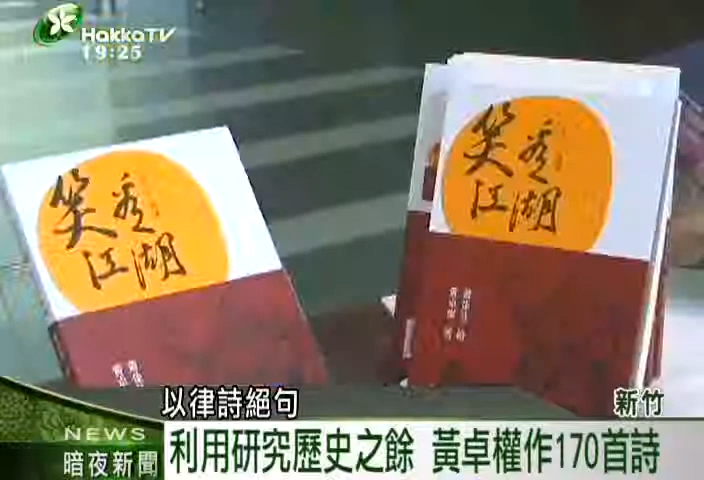 HakkaTV
19:25
笑看
江湖
笑看
江湖
以律詩絕句
新竹
NEWS
暗夜新聞
利用研究歷史之餘 黃卓權作170首詩